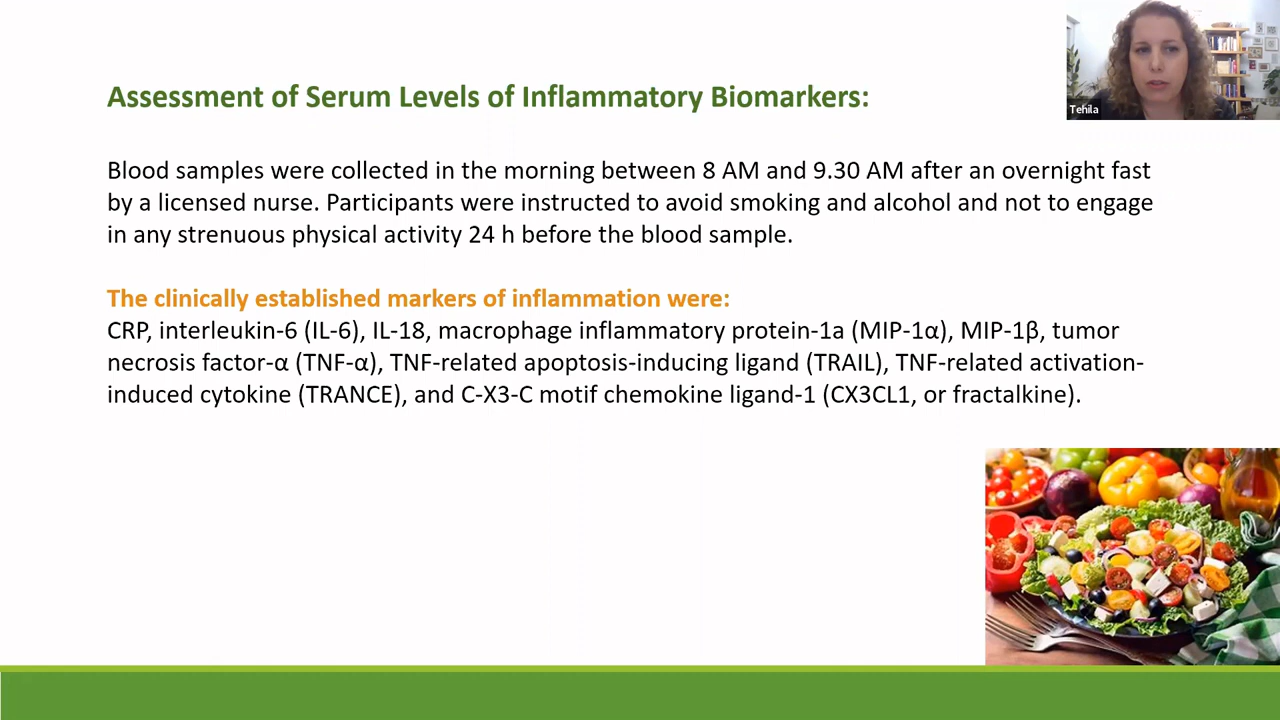 Tehila
Assessment of Serum Levels of Inflammatory Biomarkers:
Blood samples were collected in the morning between 8 AM and 9.30 AM after an overnight fast
by a licensed nurse. Participants were instructed to avoid smoking and alcohol and not to engage
in any strenuous physical activity 24 h before the blood sample.
The clinically established markers of inflammation were:
CRP, interleukin-6 (IL-6), IL-18, macrophage inflammatory protein-1a (MIP-1α), MIP-1β, tumor
necrosis factor-α (TNF-α), TNF-related apoptosis-inducing ligand (TRAIL), TNF-related activation-
induced cytokine (TRANCE), and C-X3-C motif chemokine ligand-1 (CX3CL1, or fractalkine).